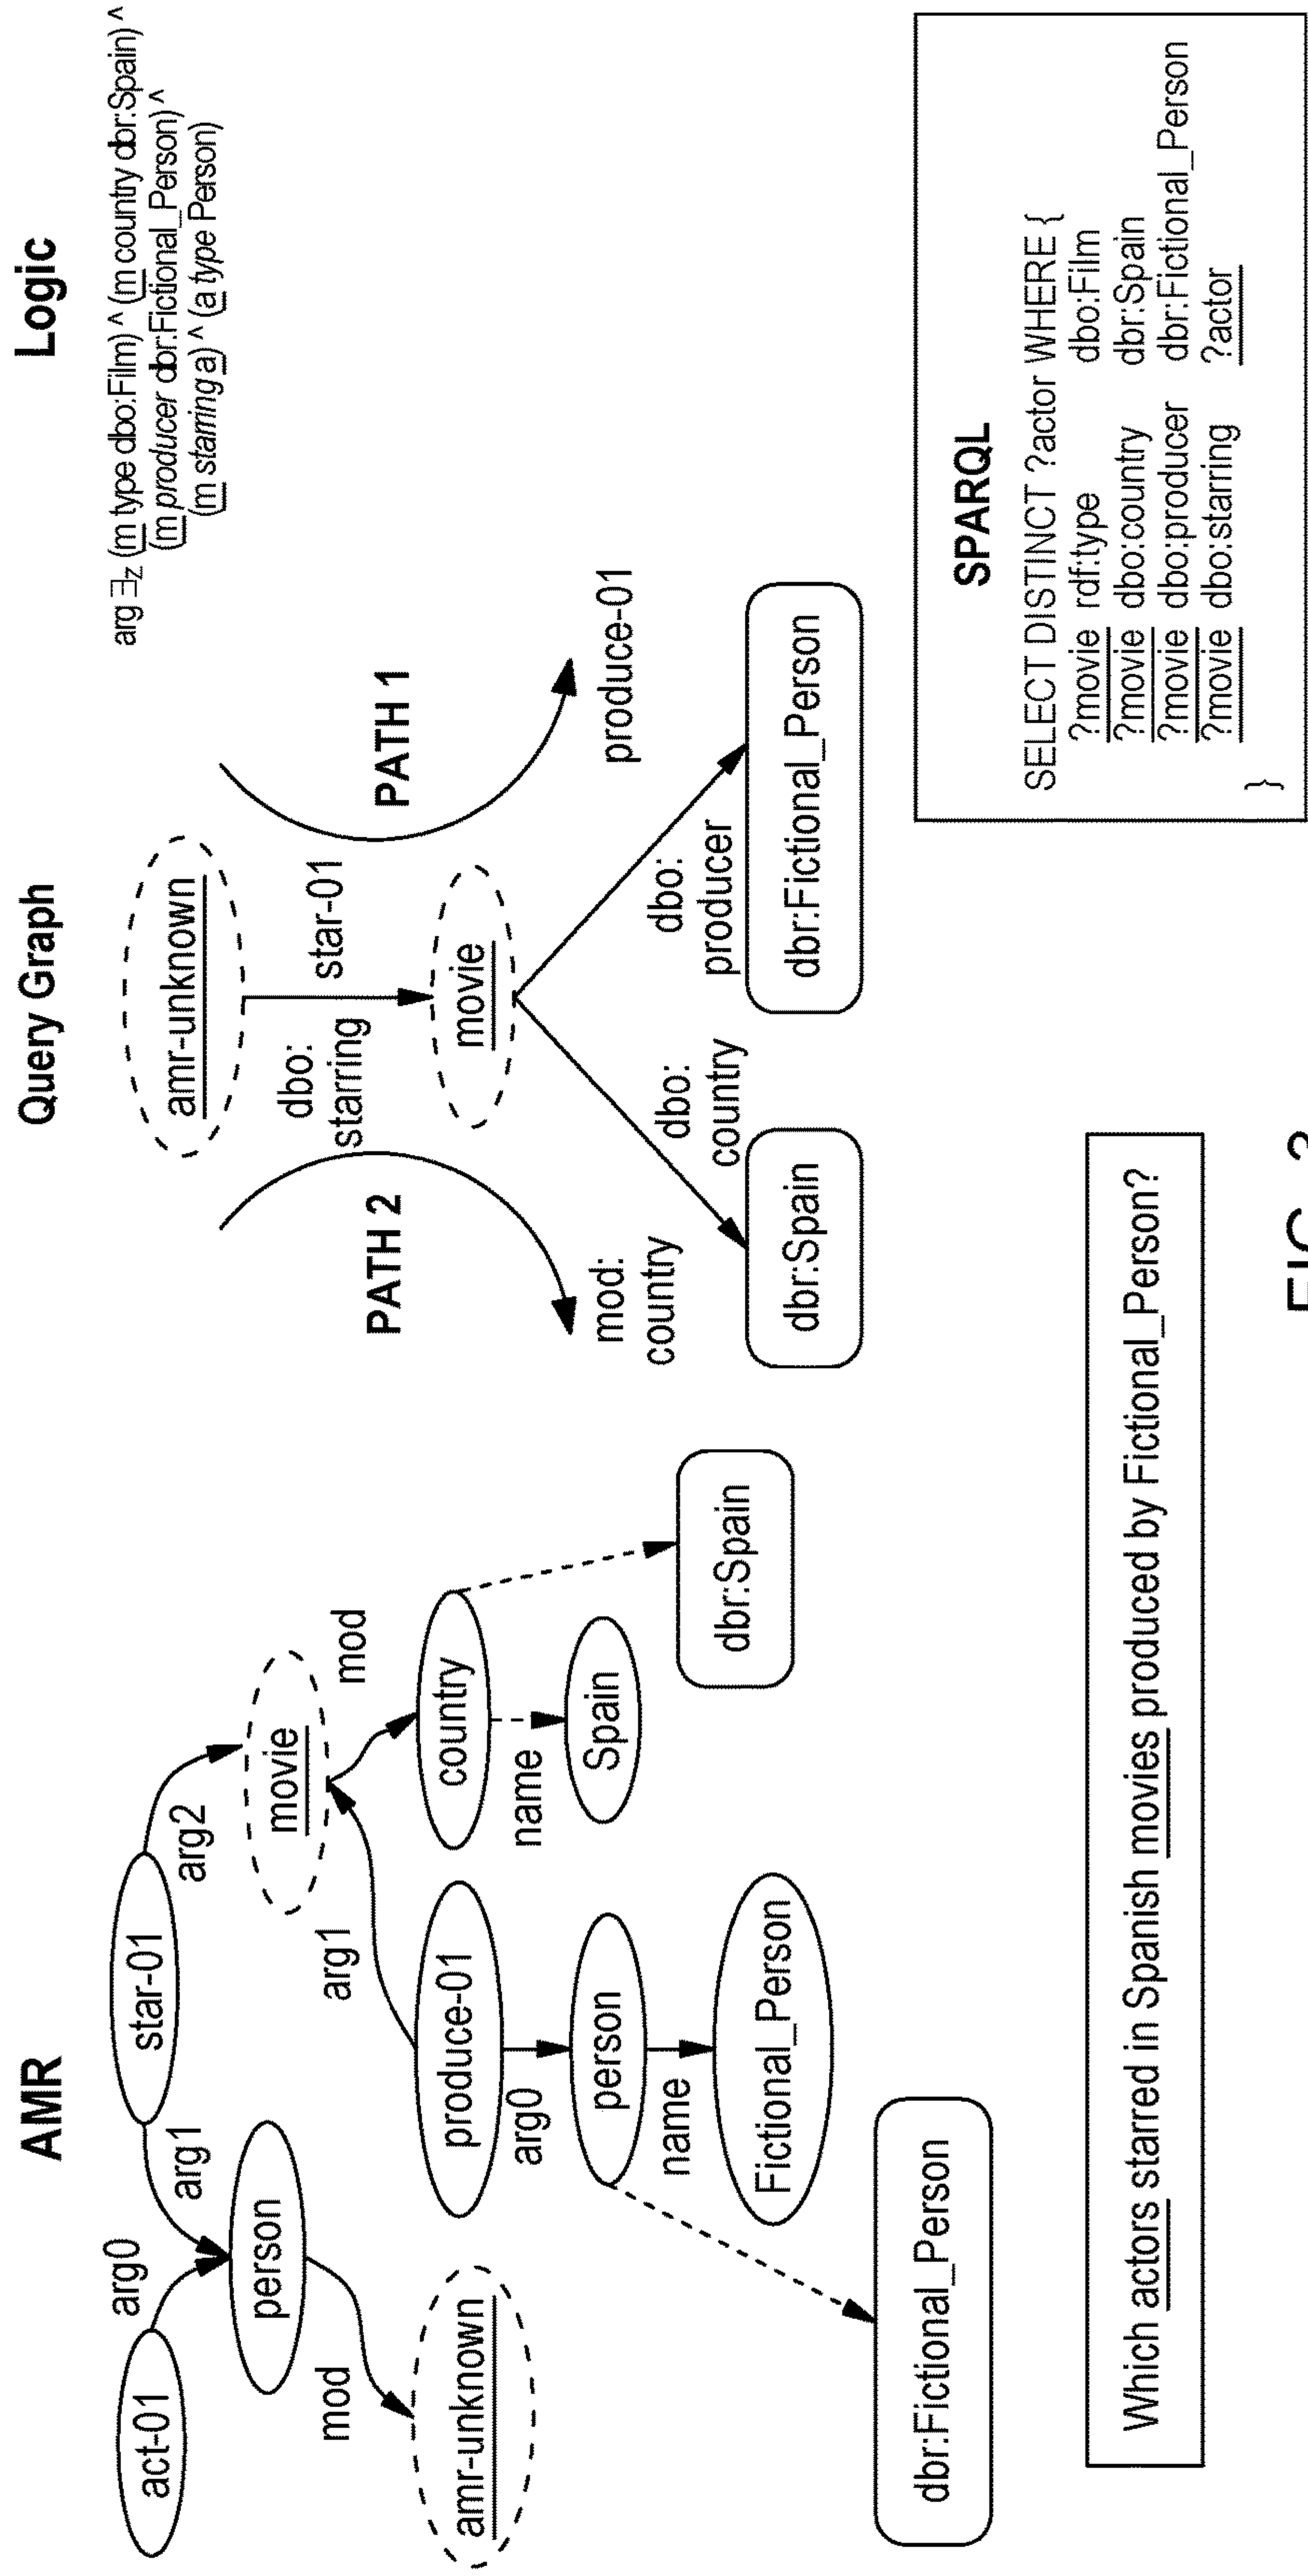 AMR
act-01
arg0
person
arg1
star-01
arg2
movie
mod
amr-unknown
arg1
mod
produce-01
country
arg0
name
person
Spain
name
Fictional_Person
dbr:Spain
dbr:Fictional_Person
Query Graph
amr-unknown
dbo:
starring
star-01
PATH 2
PATH 1
movie
mod:
country
produce-01
dbo:
country
dbo:
producer
dbr:Spain
dbr:Fictional_Person
Logic
arg ∃z (m type dbo:Film) ^ (m country dbr:Spain) ^
(m producer dbr:Fictional_Person) ^
(m starring a) ^ (a type Person)
SPARQL
SELECT DISTINCT ?actor WHERE {
?movie rdf:type dbo:Film
?movie dbo:country dbr:Spain
?movie dbo:producer dbr:Fictional_Person
?movie dbo:starring ?actor
}
Which actors starred in Spanish movies produced by Fictional_Person?